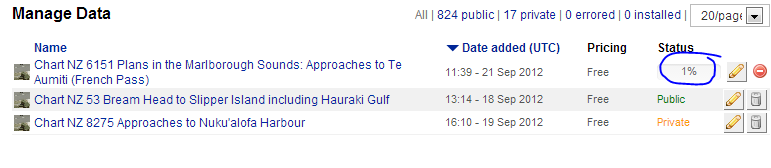 Manage Data
All | 824 public | 17 private | 0 errored | 0 installed | 20/page
Name Date added (UTC) Pricing Status
Chart NZ 6151 Plans in the Marlborough Sounds: Approaches to Te
Aumiti (French Pass) 11:39 - 21 Sep 2012 Free 1%
Chart NZ 53 Bream Head to Slipper Island including Hauraki Gulf 13:14 - 18 Sep 2012 Free Public
Chart NZ 8275 Approaches to Nuku'alofa Harbour 16:10 - 19 Sep 2012 Free Private